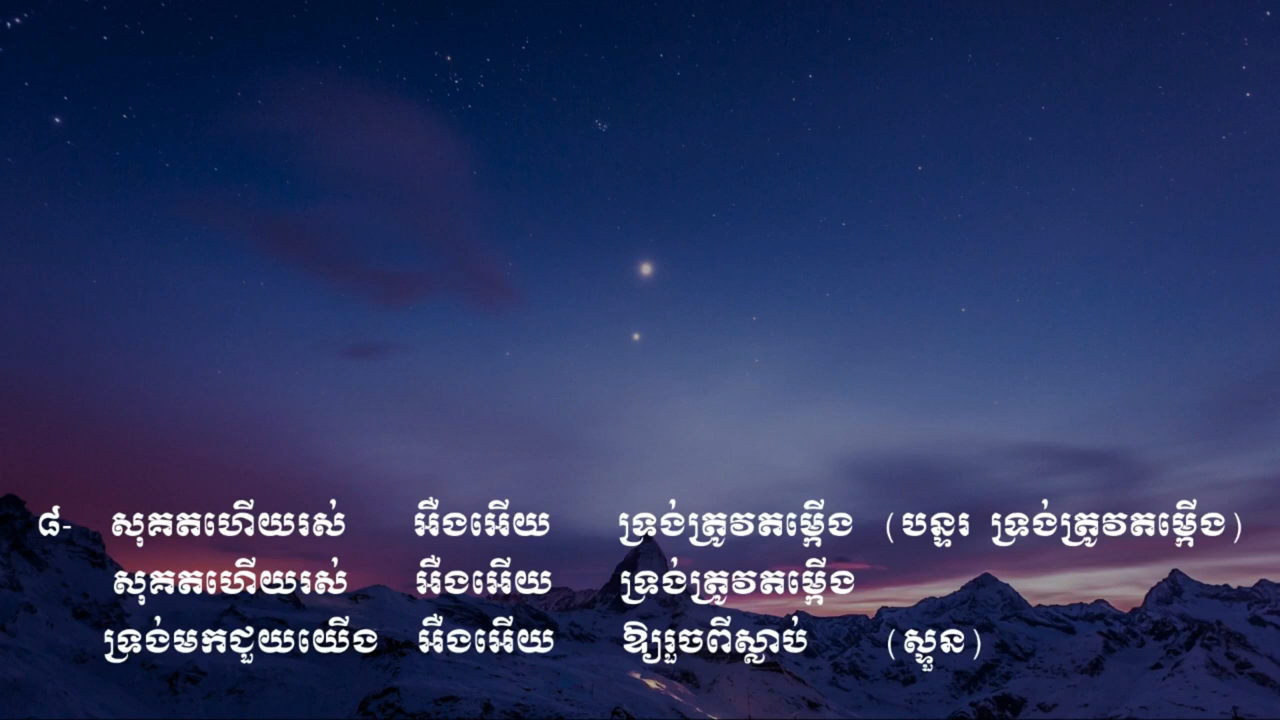 ៨- សុគតហើយរស់ អឺងអើយ ទ្រង់ត្រូវតម្កើង (បន្ទរ ទ្រង់ត្រូវតម្កើង)
សុគតហើយរស់ អឺងអើយ ទ្រង់ត្រូវតម្កើង
ទ្រង់មកជួយយើង អឺងអើយ ឱ្យរួចពីស្លាប់ (ស្ទួន)